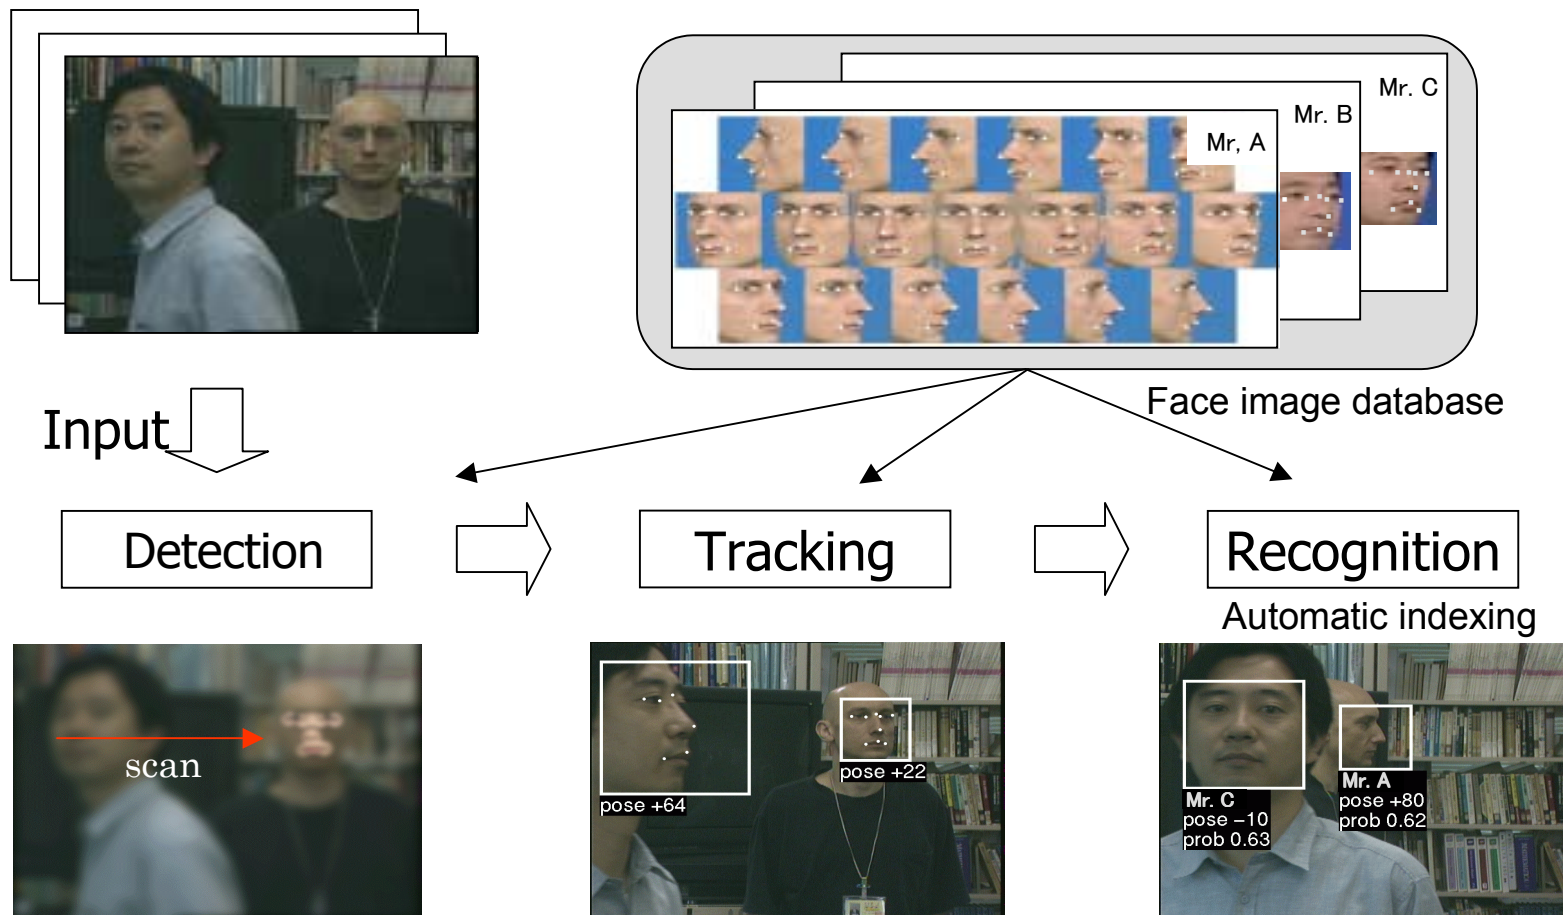 Mr. C
Mr. B
Mr, A
Face image database
Input
Detection
Tracking
Recognition
Automatic indexing
scan
pose +64
pose +22
Mr. C
pose −10
prob 0.63
Mr. A
pose +80
prob 0.62